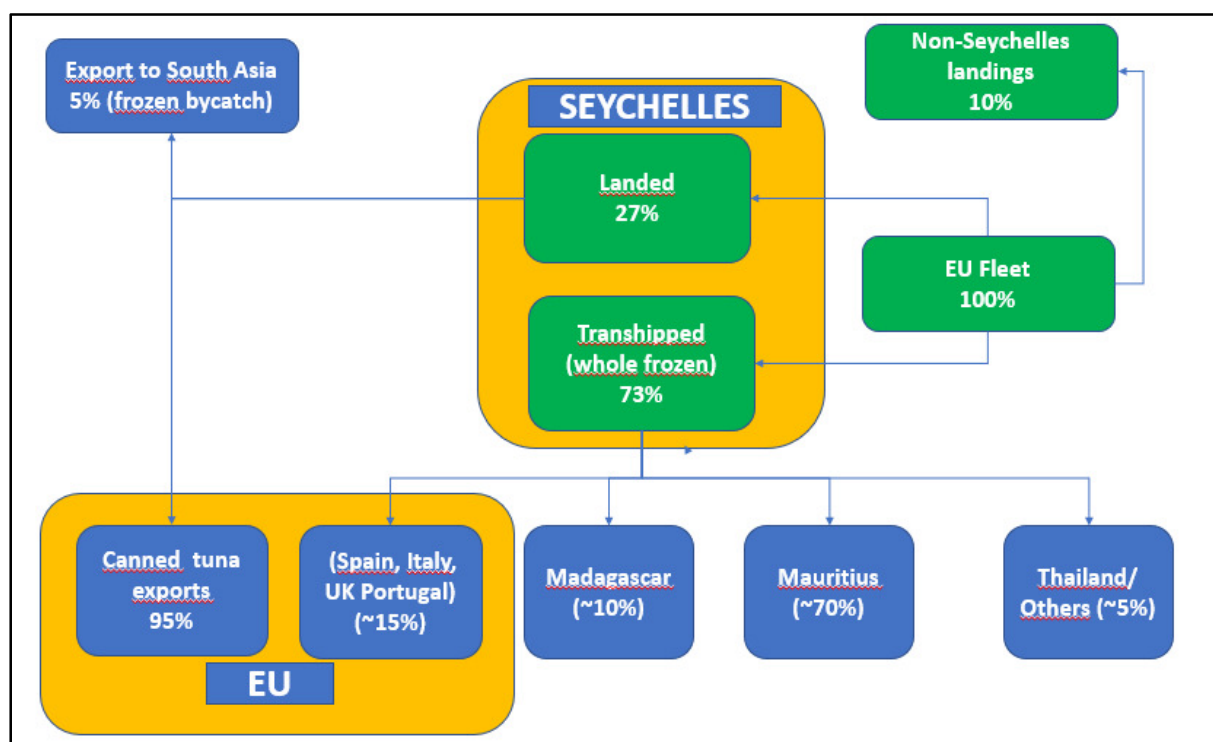 Export to South Asia
5% (frozen bycatch)
Non-Seychelles
landings
10%
SEYCHELLES
Landed
27%
EU Fleet
100%
Transhipped
(whole frozen)
73%
Canned tuna
exports
95%
(Spain, Italy,
UK Portugal)
(~15%)
Madagascar
(~10%)
Mauritius
(~70%)
Thailand/
Others (~5%)
EU